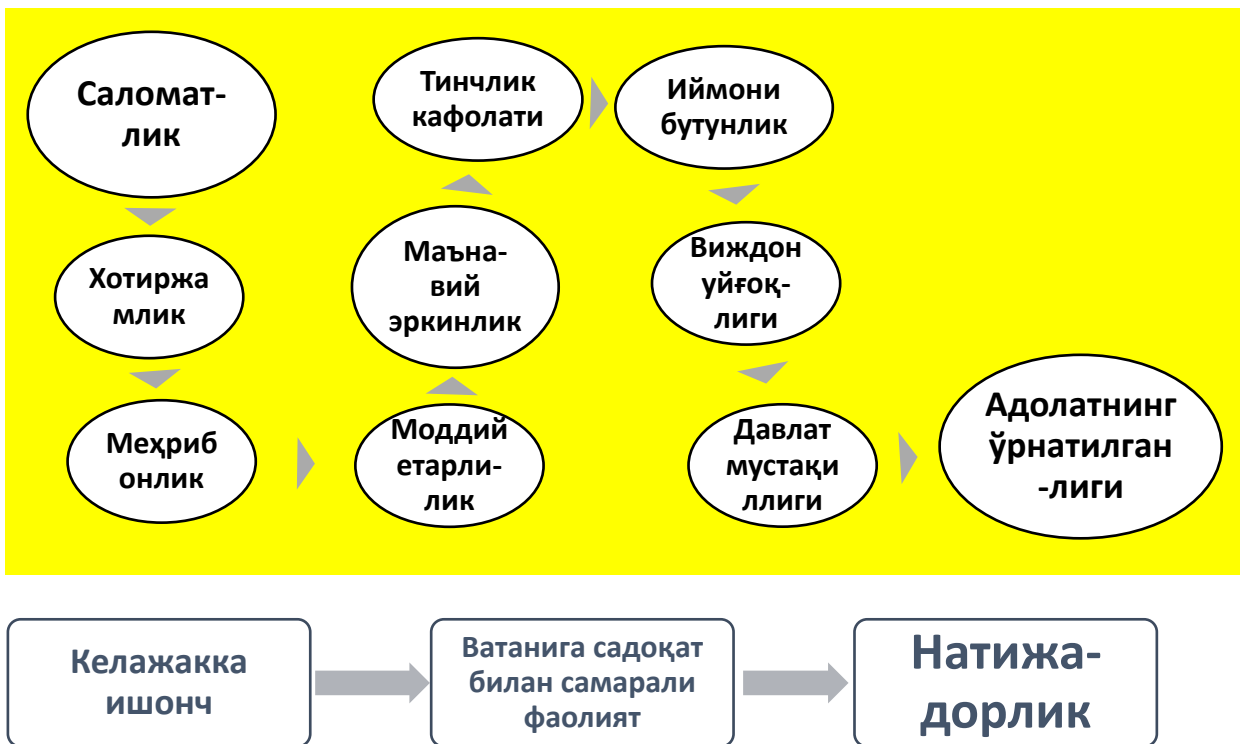 Саломат-
лик
Хотиржа
млик
Меҳриб
онлик
Моддий
етарли-
лик
Маъна-
вий
эркинлик
Тинчлик
кафолати
Иймони
бутунлик
Виждон
уйғоқ-
лиги
Давлат
мустақи
ллиги
Адолатнинг
ўрнатилган
-лиги
Келажакка
ишонч
Ватанига садоқат
билан самарали
фаолият
Натижа-
дорлик